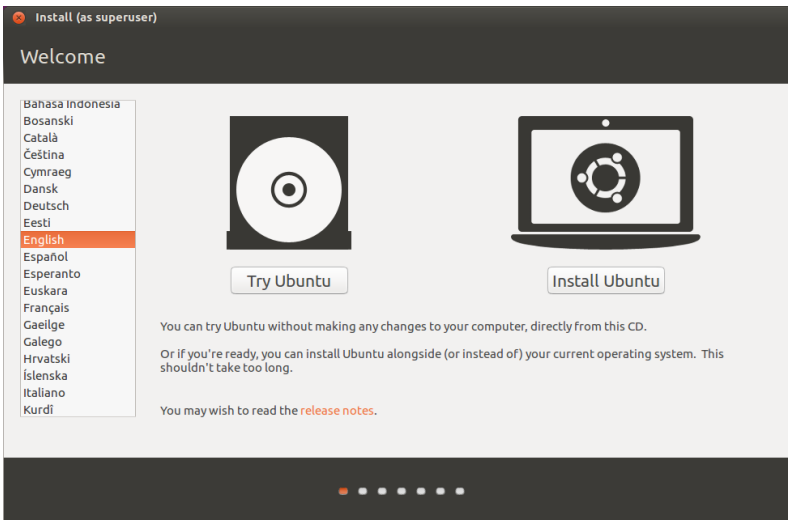 Install (as superuser)
Welcome
Bahasa Indonesia
Bosanski
Català
Čeština
Cymraeg
Dansk
Deutsch
Eesti
English
Español
Esperanto
Euskara
Français
Gaeilge
Galego
Hrvatski
Íslenska
Italiano
Kurdî
Try Ubuntu
Install Ubuntu
You can try Ubuntu without making any changes to your computer, directly from this CD.
Or if you're ready, you can install Ubuntu alongside (or instead of) your current operating system. This
shouldn't take too long.
You may wish to read the release notes.